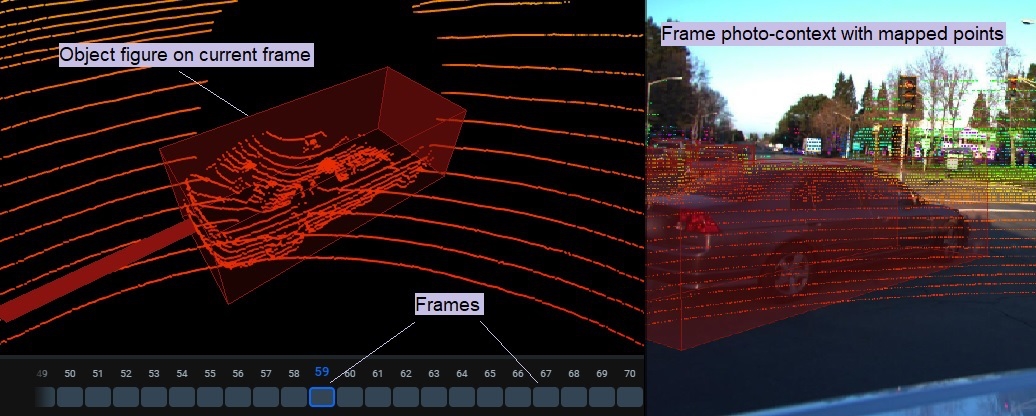 Object figure on current frame
Frame photo-context with mapped points
Frames
49 50 51 52 53 54 55 56 57 58 59 60 61 62 63 64 65 66 67 68 69 70